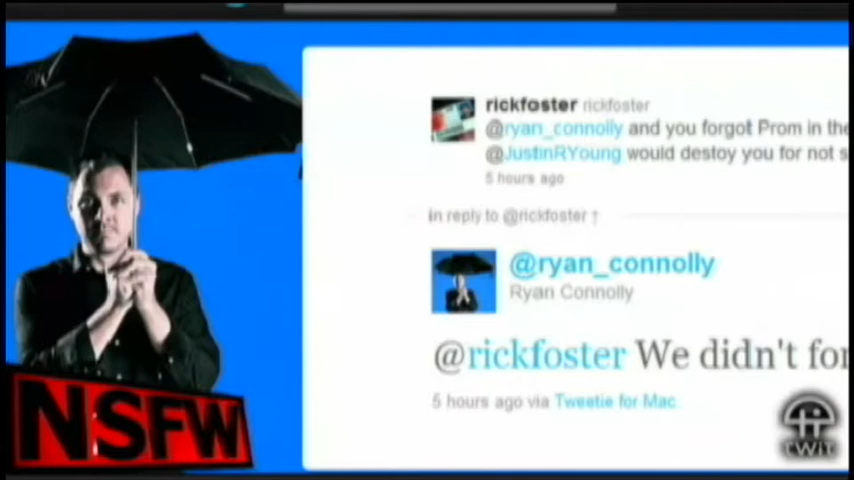 rickfoster rickfoster
@ryan_connolly and you forgot Prom in the
@JustinRYoung would destoy you for not s
5 hours ago
in reply to @rickfoster ↑
@ryan_connolly
Ryan Connolly
@rickfoster We didn't for
5 hours ago via Tweetie for Mac
NSFW
TWiT